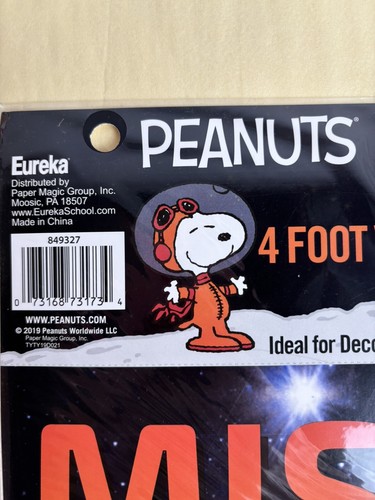 PEANUTS®
Eureka®
Distributed by
Paper Magic Group, Inc.
Moosic, PA 18507
www.EurekaSchool.com
Made in China
849327
0 73168 73173 4
4 FOOT
WWW.PEANUTS.COM
© 2019 Peanuts Worldwide LLC
Paper Magic Group, Inc.
TYTY19D021
Ideal for Deco
MIS